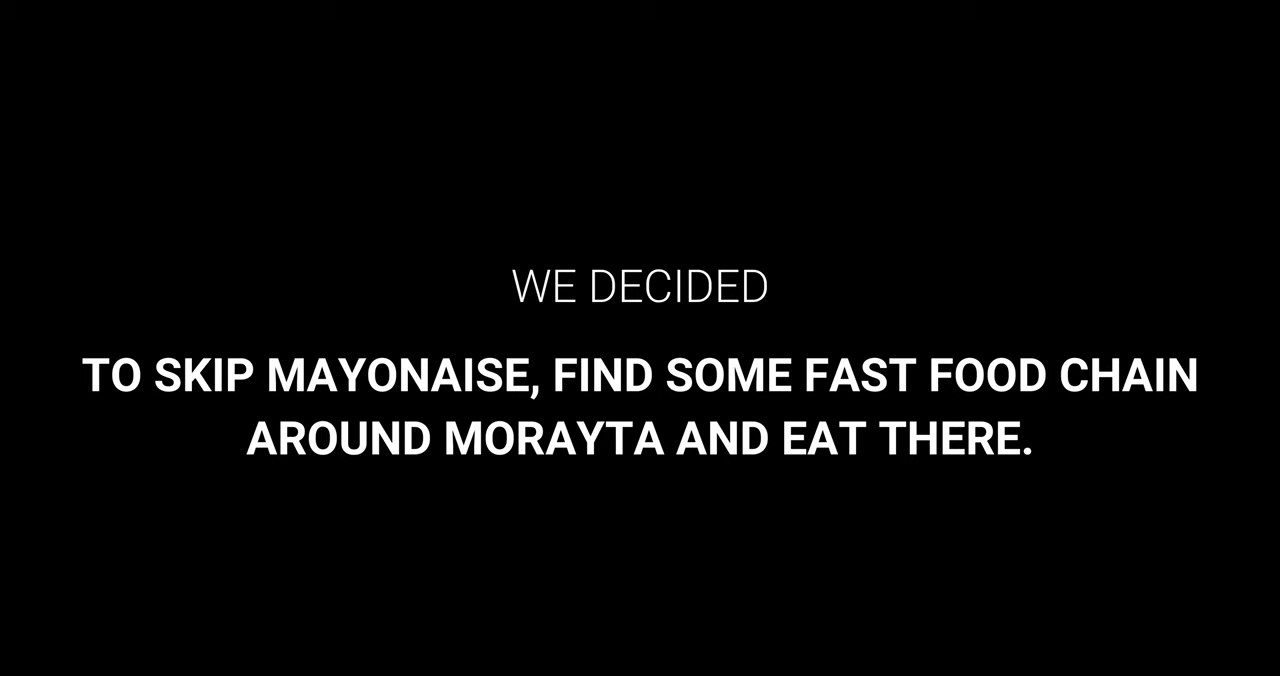 WE DECIDED
TO SKIP MAYONAISE, FIND SOME FAST FOOD CHAIN
AROUND MORAYTA AND EAT THERE.